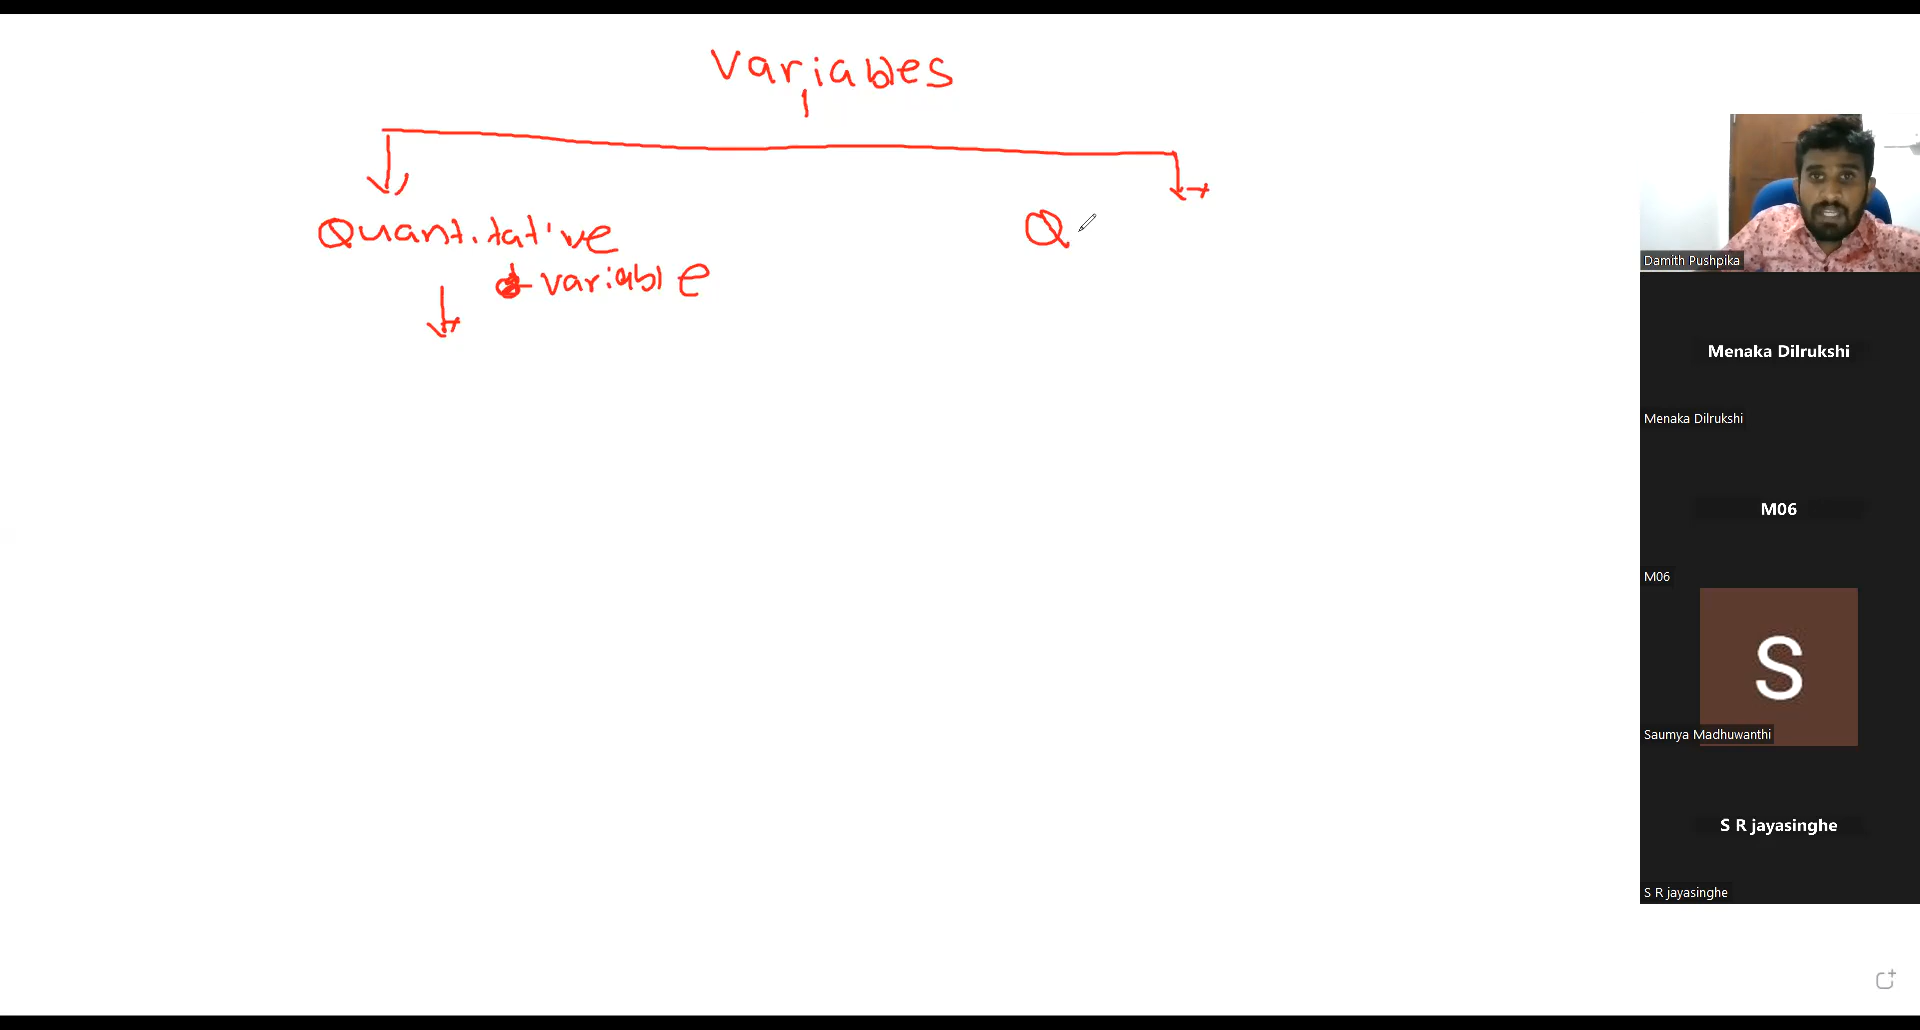 Variables
Quantitative
variable
Q
Damith Pushpika
Menaka Dilrukshi
Menaka Dilrukshi
M06
M06
S
Saumya Madhuwanthi
S R jayasinghe
S R jayasinghe